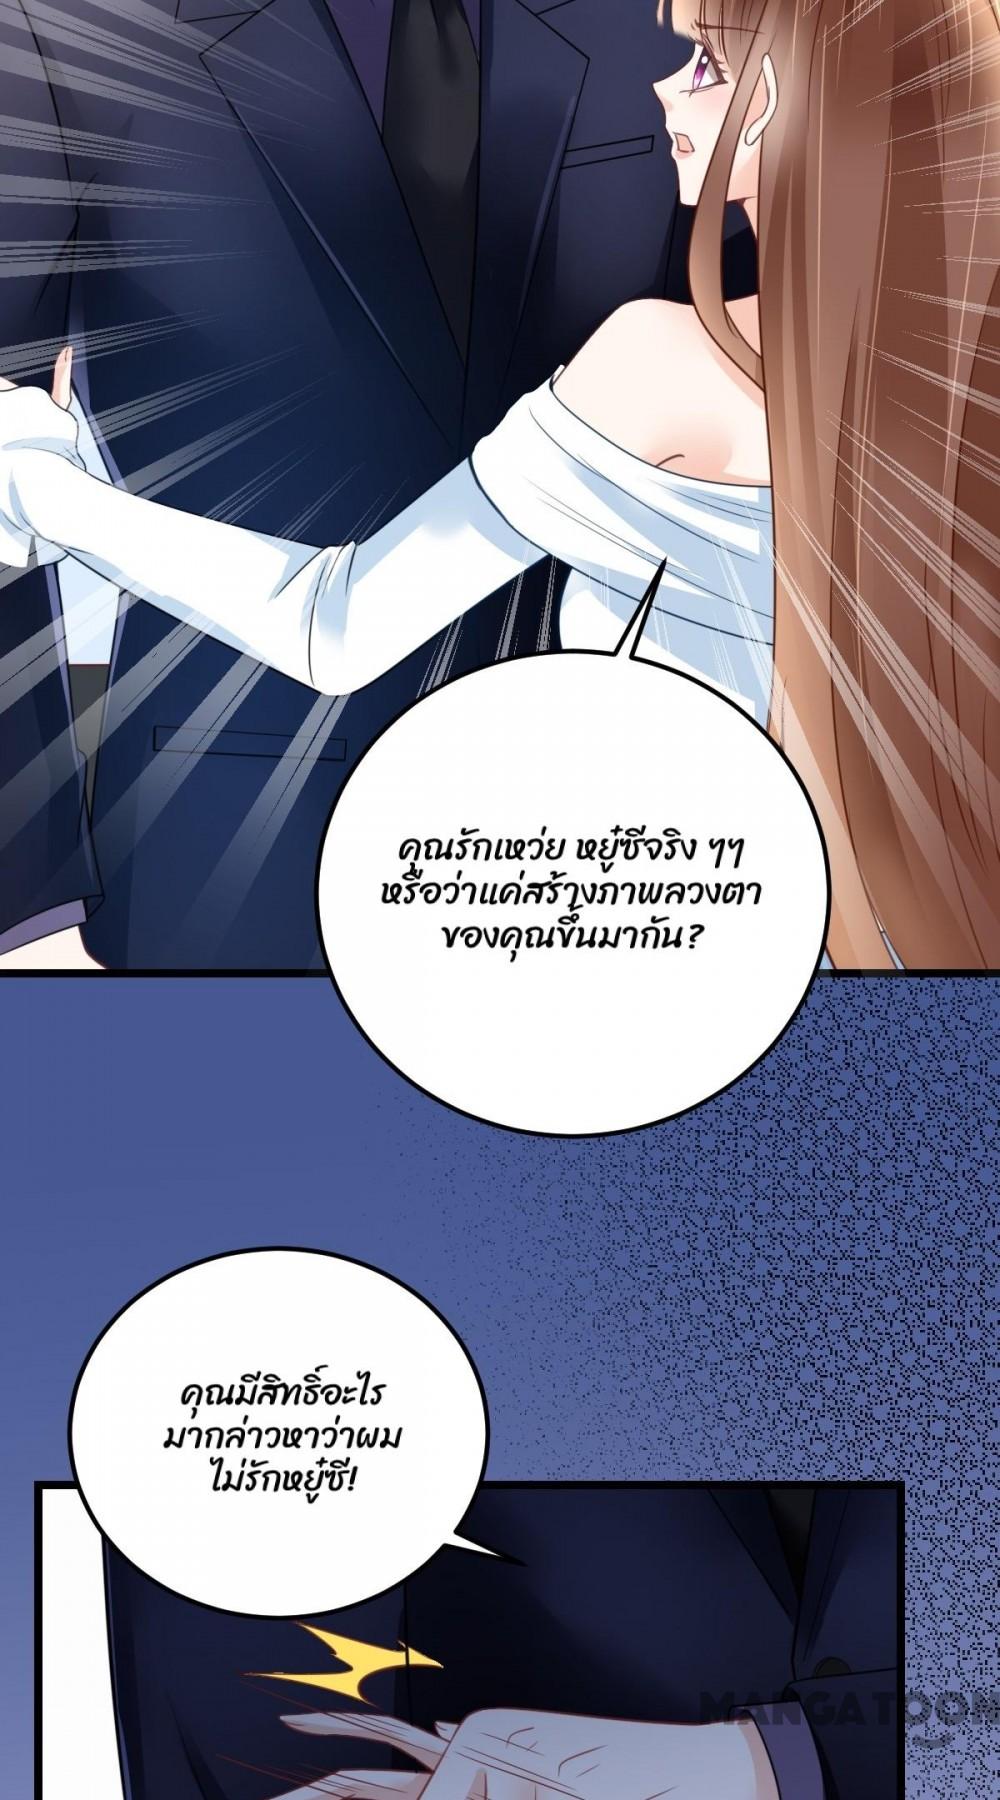 คุณรักเหว่ย หยู๋ซีจริง ๆๆ
หรือว่าแค่สร้างภาพลวงตา
ของคุณขึ้นมากัน?
คุณมีสิทธิ์อะไร
มากล่าวหาว่าผม
ไม่รักหยู๋ซี!
MANGATOON